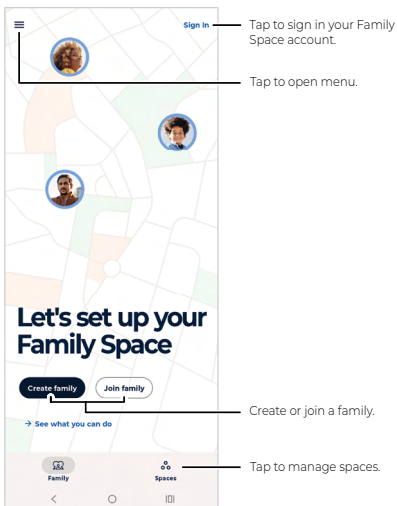 Sign In
Tap to sign in your Family
Space account.
Tap to open menu.
Let's set up your
Family Space
Create family
Join family
Create or join a family.
→ See what you can do
Family
Spaces
Tap to manage spaces.